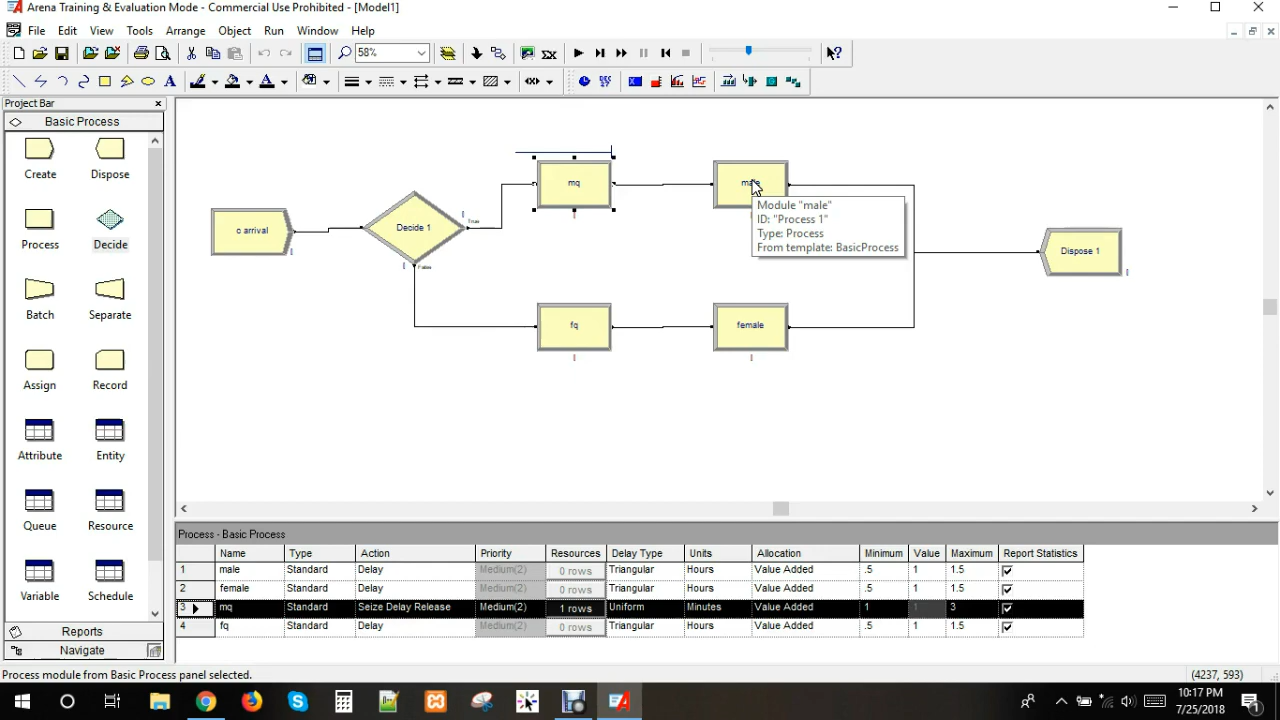 Arena Training & Evaluation Mode - Commercial Use Prohibited - [Model1]
File Edit View Tools Arrange Object Run Window Help
58%
Project Bar
Basic Process
Create Dispose
Process Decide
Batch Separate
Assign Record
Attribute Entity
Queue Resource
Variable Schedule
Reports
Navigate
c arrival
Decide 1
True
False
mq
male
fq
female
Dispose 1
Module "male"
ID: "Process 1"
Type: Process
From template: BasicProcess
Process - Basic Process
Name Type Action Priority Resources Delay Type Units Allocation Minimum Value Maximum Report Statistics
1 male Standard Delay Medium(2) 0 rows Triangular Hours Value Added .5 1 1.5
2 female Standard Delay Medium(2) 0 rows Triangular Hours Value Added .5 1 1.5
3 mq Standard Seize Delay Release Medium(2) 1 rows Uniform Minutes Value Added 1 1 3
4 fq Standard Delay Medium(2) 0 rows Triangular Hours Value Added .5 1 1.5
Process module from Basic Process panel selected.
(4237, 593)
10:17 PM
7/25/2018